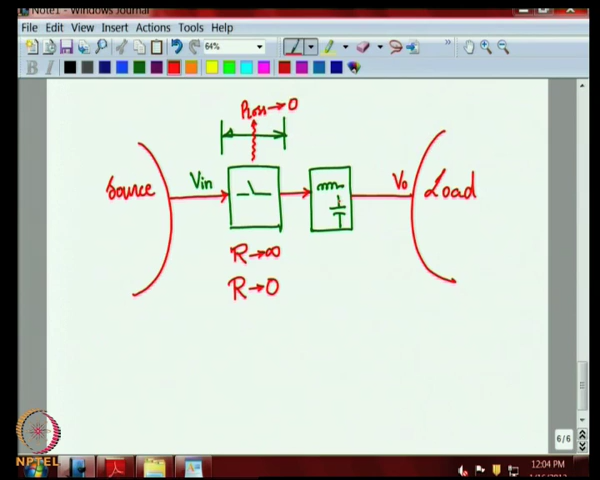 Note1 - Windows Journal
File Edit View Insert Actions Tools Help
64%
B I
Ploss→0
Source
Vin
Vo
Load
R→∞
R→0
6/6
NPTEL
12:04 PM